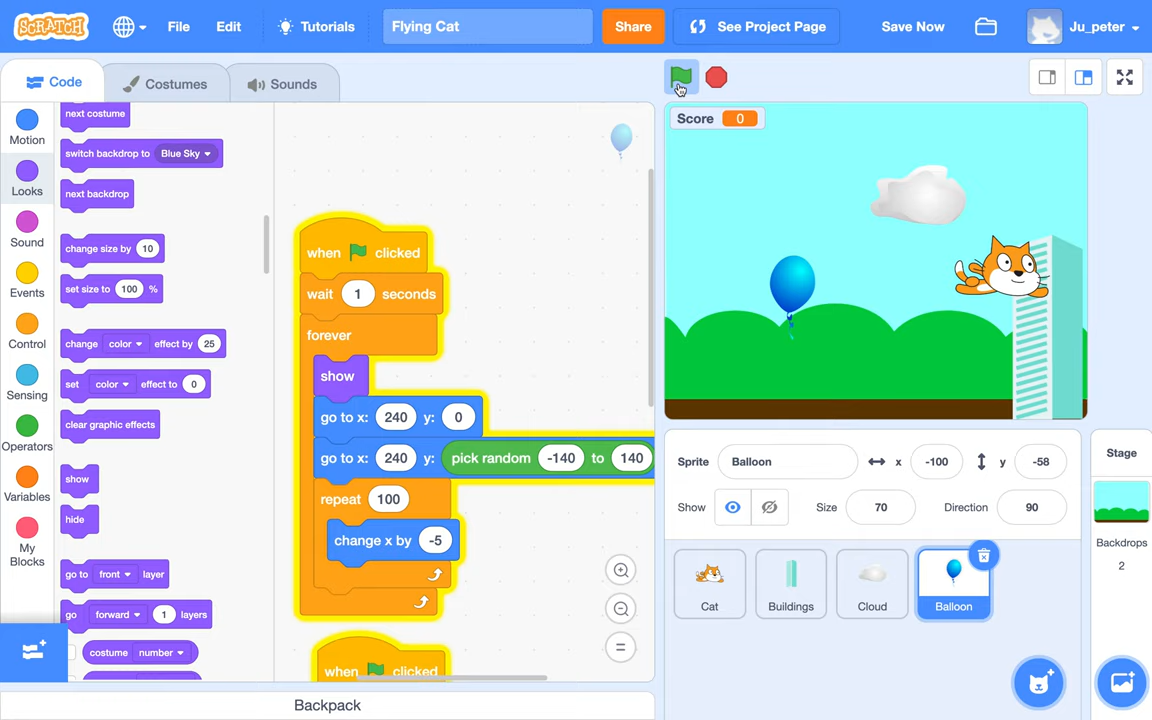 SCRATCH
File
Edit
Tutorials
Flying Cat
Share
See Project Page
Save Now
Ju_peter
Code
Costumes
Sounds
Score 0
Motion
Looks
Sound
Events
Control
Sensing
Operators
Variables
My
Blocks
next costume
switch backdrop to Blue Sky
next backdrop
change size by 10
set size to 100 %
change color effect by 25
set color effect to 0
clear graphic effects
show
hide
go to front layer
go forward 1 layers
costume number
when clicked
wait 1 seconds
forever
show
go to x: 240 y: 0
go to x: 240 y: pick random -140 to 140
repeat 100
change x by -5
when clicked
Backpack
Sprite Balloon x -100 y -58
Show Size 70 Direction 90
Cat
Buildings
Cloud
Balloon
Stage
Backdrops
2